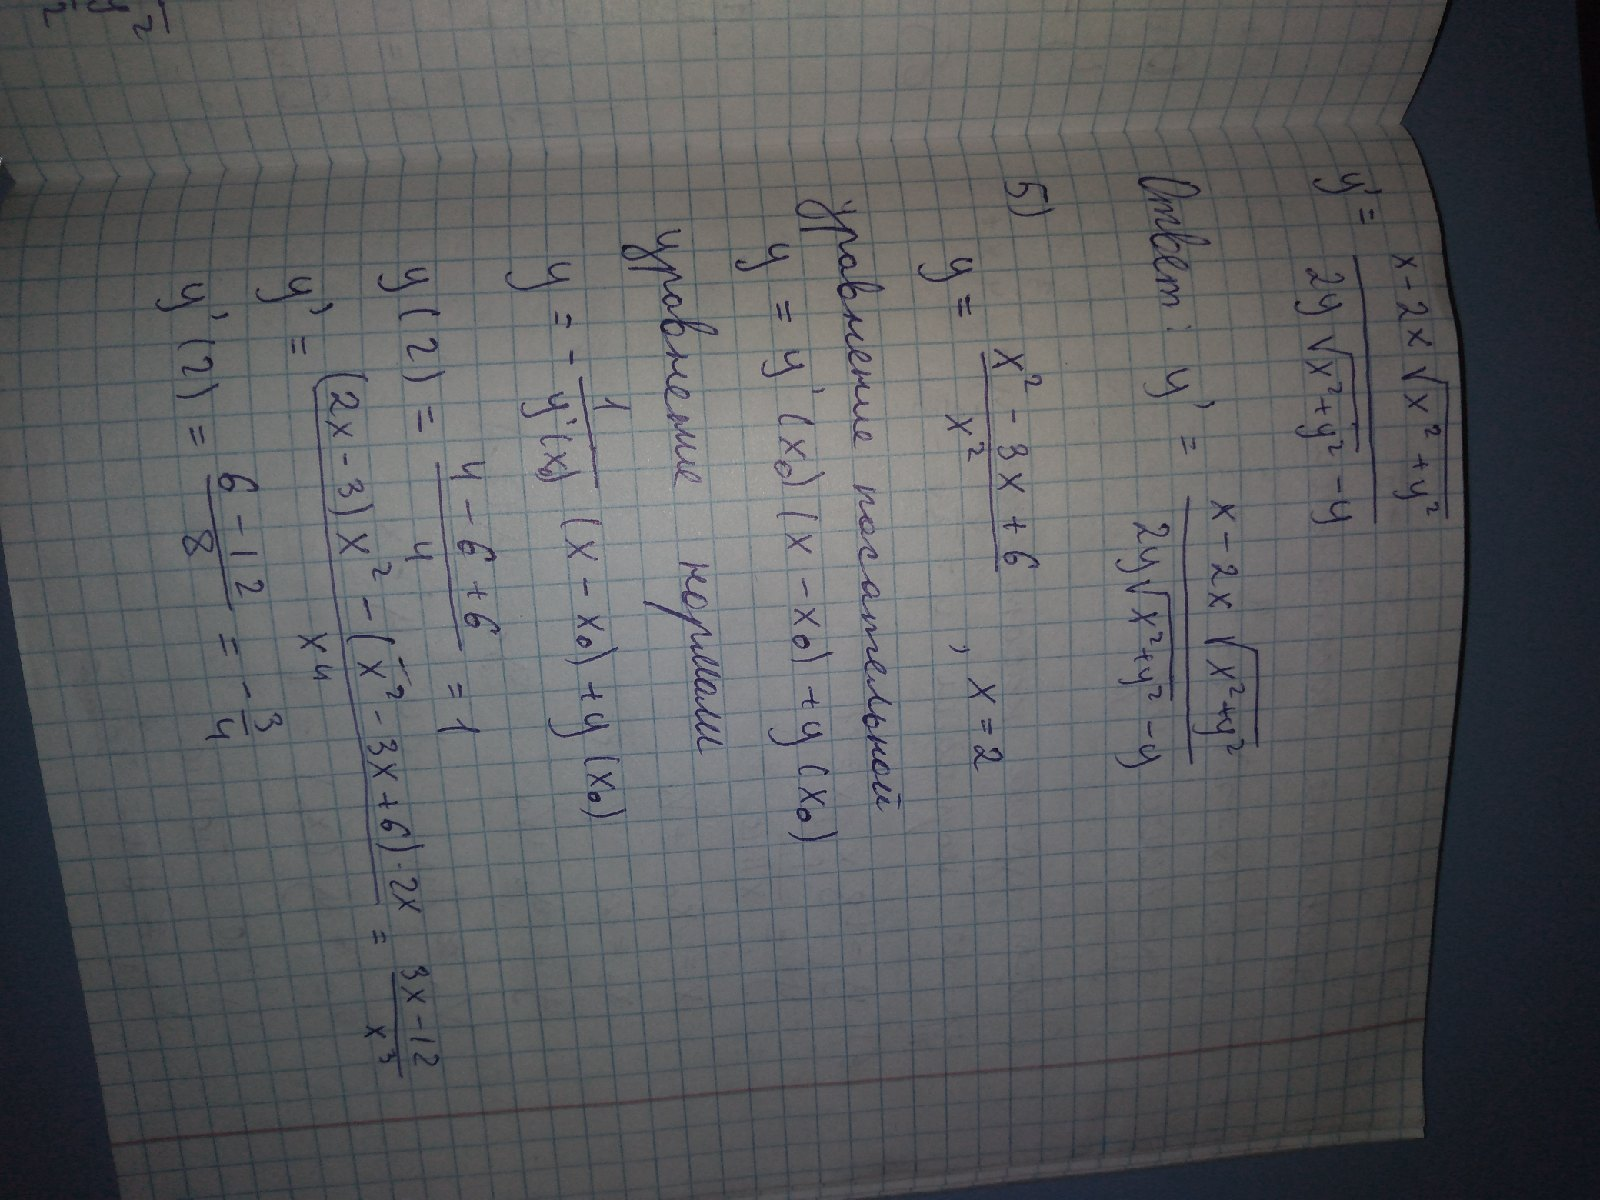 y' = (x - 2x√(x² + y²)) / (2y√(x² + y²) - y)
Ответ: y' = (x - 2x√(x² + y²)) / (2y√(x² + y²) - y)
5) y = (x² - 3x + 6) / x² , x = 2
Уравнение посательной
y = y'(x₀)(x - x₀) + y(x₀)
Уравнение нормали
y = - 1 / y'(x₀) (x - x₀) + y(x₀)
y(2) = (4 - 6 + 6) / 4 = 1
y' = ((2x - 3)x² - (x² - 3x + 6)·2x) / x⁴ = (3x - 12) / x³
y'(2) = (6 - 12) / 8 = - 3/4